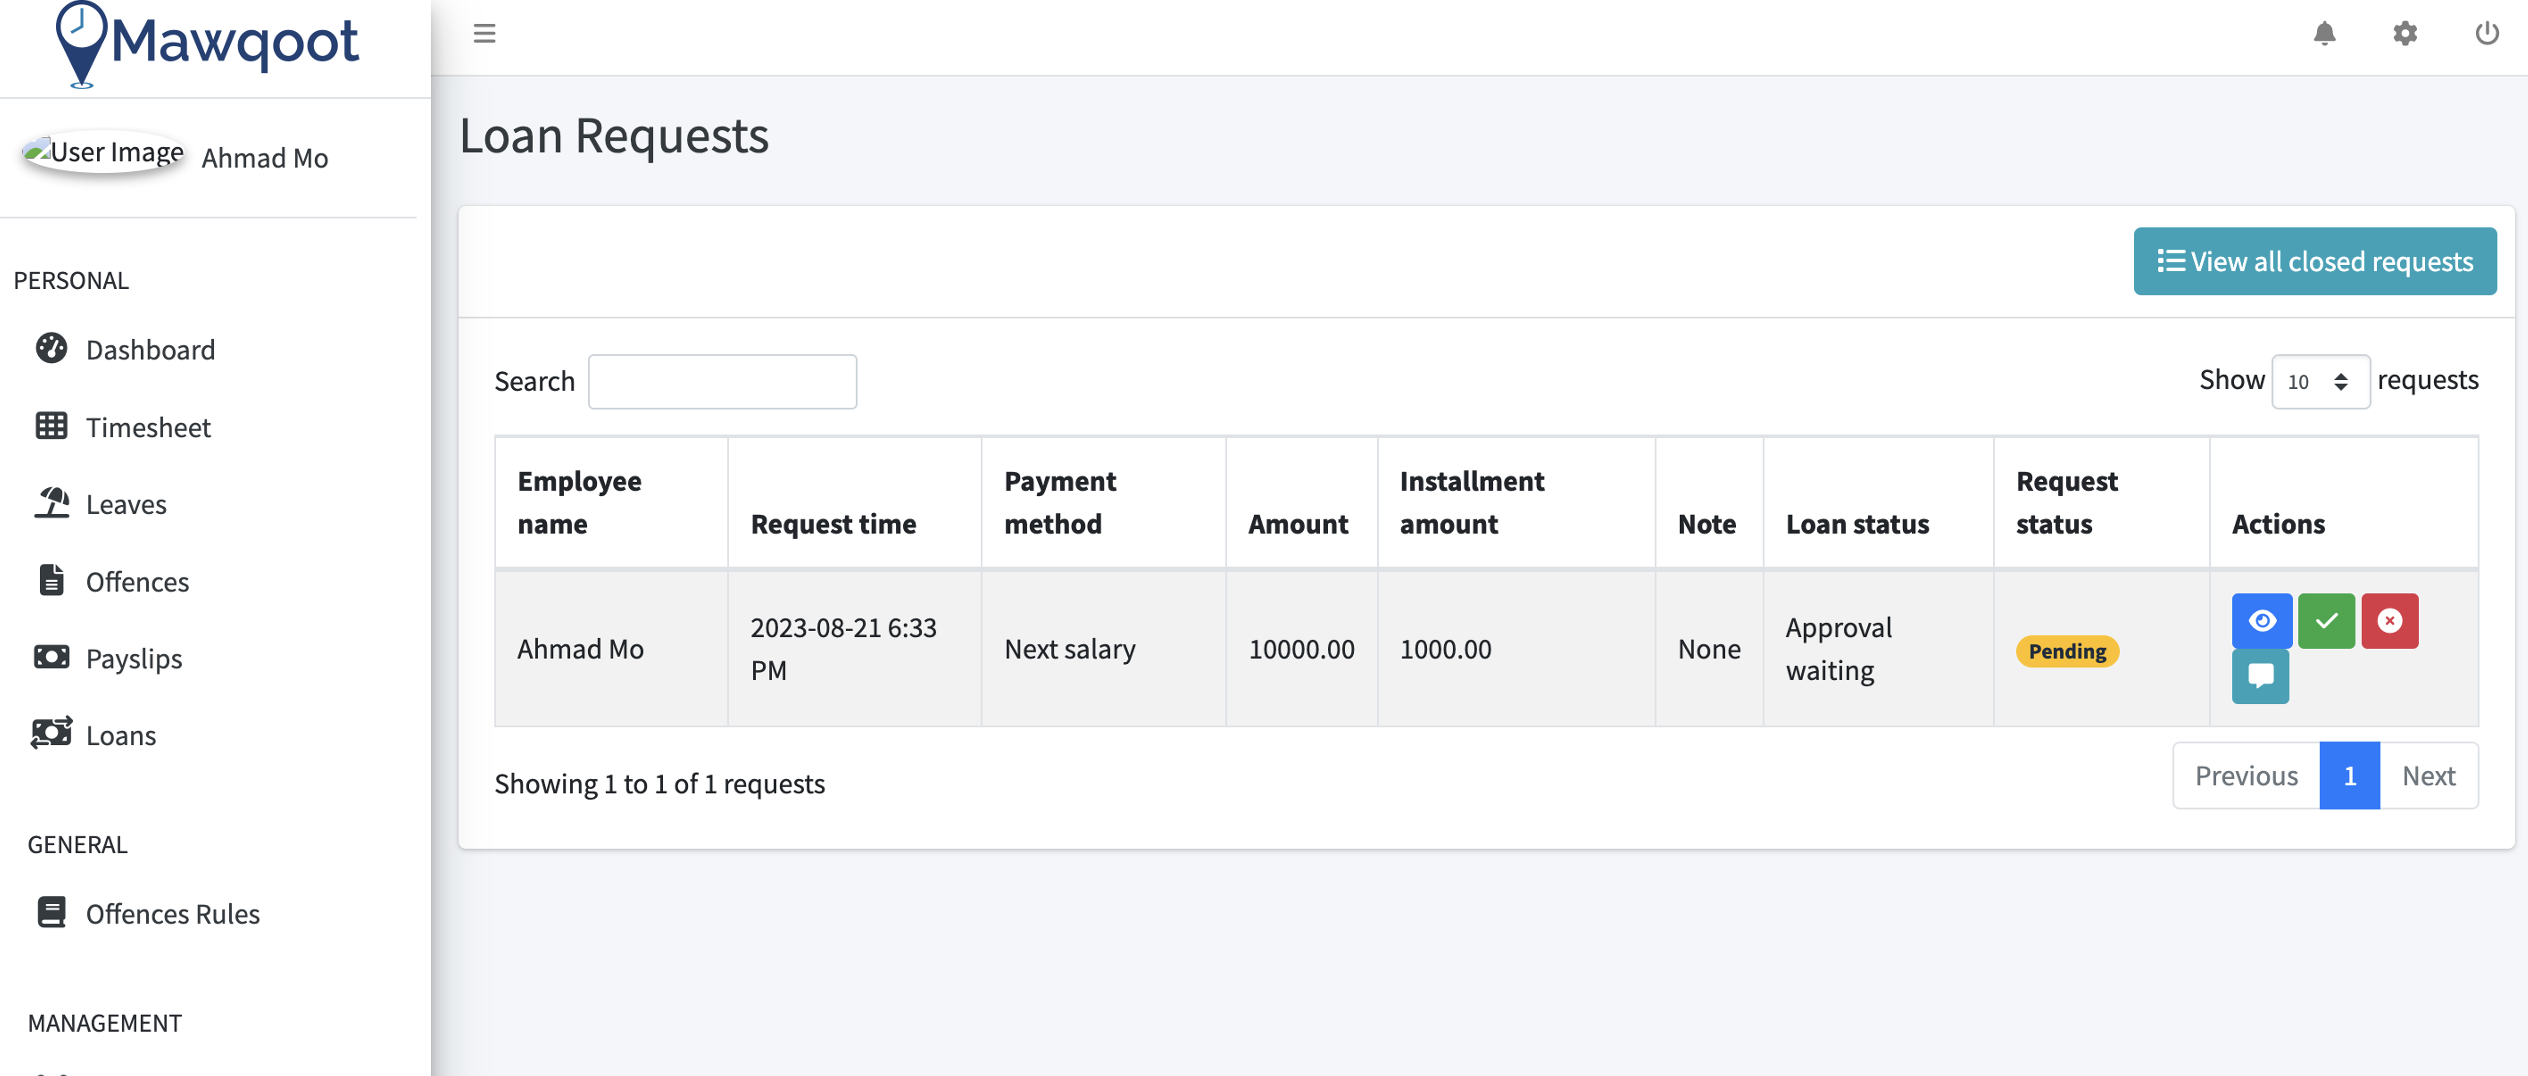 Mawqoot
User Image
Ahmad Mo
PERSONAL
Dashboard
Timesheet
Leaves
Offences
Payslips
Loans
GENERAL
Offences Rules
MANAGEMENT
Loan Requests
View all closed requests
Search
Show 10 requests
Employee name
Request time
Payment method
Amount
Installment amount
Note
Loan status
Request status
Actions
Ahmad Mo
2023-08-21 6:33 PM
Next salary
10000.00
1000.00
None
Approval waiting
Pending
Showing 1 to 1 of 1 requests
Previous 1 Next